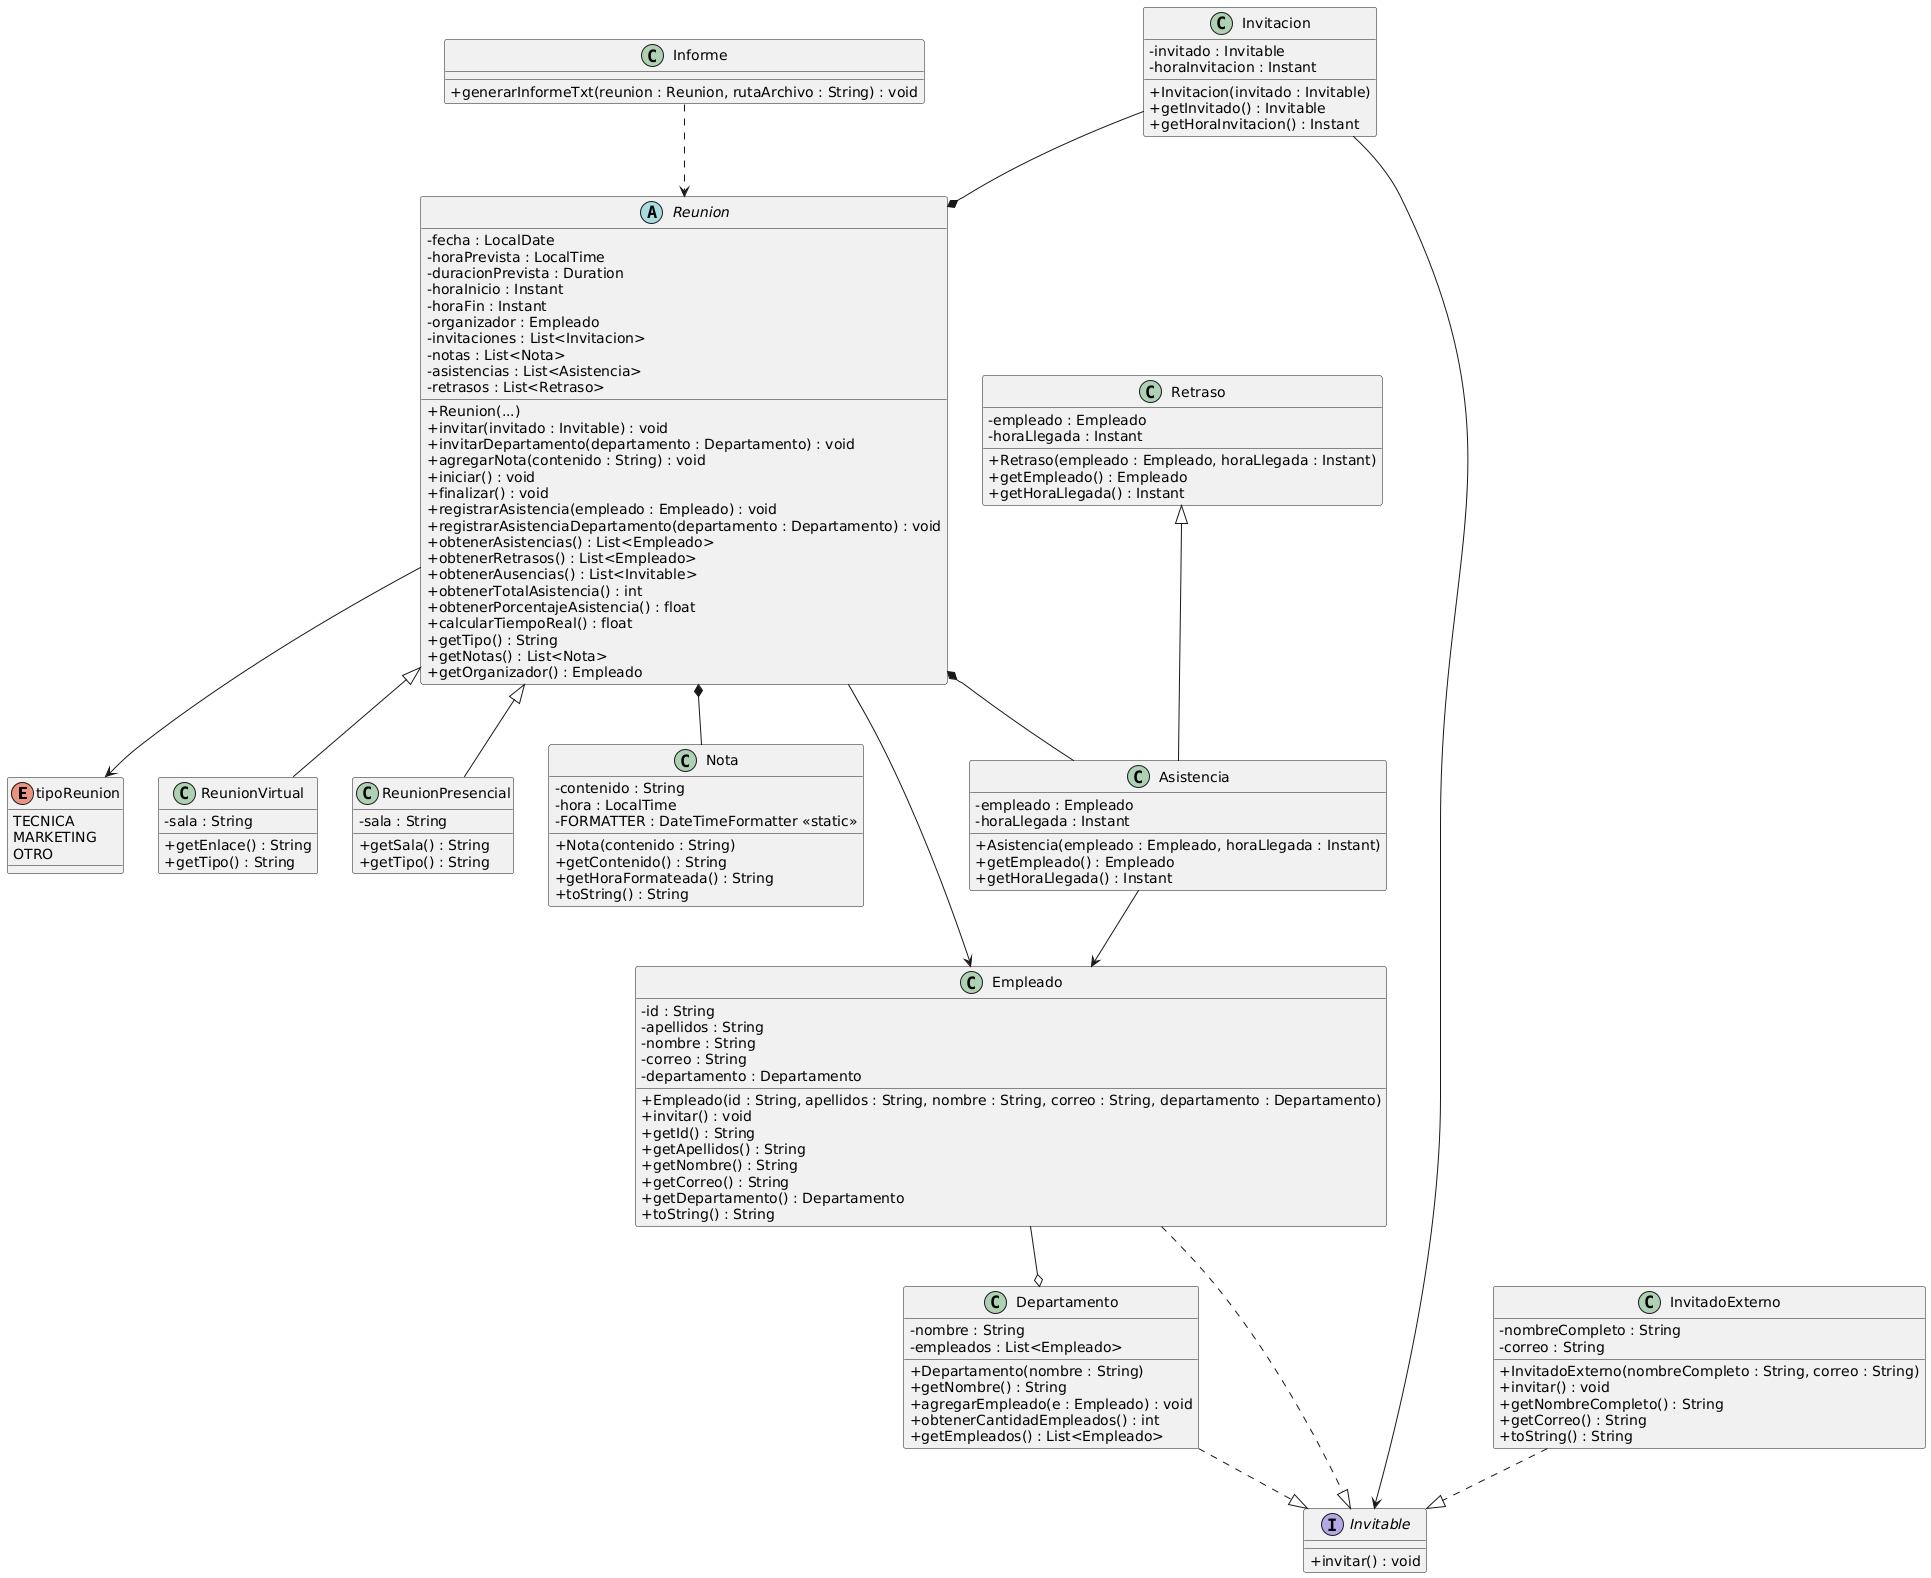 C Informe
+generarInformeTxt(reunion : Reunion, rutaArchivo : String) : void
C Invitacion
-invitado : Invitable
-horaInvitacion : Instant
+Invitacion(invitado : Invitable)
+getInvitado() : Invitable
+getHoraInvitacion() : Instant
A Reunion
-fecha : LocalDate
-horaPrevista : LocalTime
-duracionPrevista : Duration
-horaInicio : Instant
-horaFin : Instant
-organizador : Empleado
-invitaciones : List<Invitacion>
-notas : List<Nota>
-asistencias : List<Asistencia>
-retrasos : List<Retraso>
+Reunion(...)
+invitar(invitado : Invitable) : void
+invitarDepartamento(departamento : Departamento) : void
+agregarNota(contenido : String) : void
+iniciar() : void
+finalizar() : void
+registrarAsistencia(empleado : Empleado) : void
+registrarAsistenciaDepartamento(departamento : Departamento) : void
+obtenerAsistencias() : List<Empleado>
+obtenerRetrasos() : List<Empleado>
+obtenerAusencias() : List<Invitable>
+obtenerTotalAsistencia() : int
+obtenerPorcentajeAsistencia() : float
+calcularTiempoReal() : float
+getTipo() : String
+getNotas() : List<Nota>
+getOrganizador() : Empleado
C Retraso
-empleado : Empleado
-horaLlegada : Instant
+Retraso(empleado : Empleado, horaLlegada : Instant)
+getEmpleado() : Empleado
+getHoraLlegada() : Instant
E tipoReunion
TECNICA
MARKETING
OTRO
C ReunionVirtual
-sala : String
+getEnlace() : String
+getTipo() : String
C ReunionPresencial
-sala : String
+getSala() : String
+getTipo() : String
C Nota
-contenido : String
-hora : LocalTime
-FORMATTER : DateTimeFormatter «static»
+Nota(contenido : String)
+getContenido() : String
+getHoraFormateada() : String
+toString() : String
C Asistencia
-empleado : Empleado
-horaLlegada : Instant
+Asistencia(empleado : Empleado, horaLlegada : Instant)
+getEmpleado() : Empleado
+getHoraLlegada() : Instant
C Empleado
-id : String
-apellidos : String
-nombre : String
-correo : String
-departamento : Departamento
+Empleado(id : String, apellidos : String, nombre : String, correo : String, departamento : Departamento)
+invitar() : void
+getId() : String
+getApellidos() : String
+getNombre() : String
+getCorreo() : String
+getDepartamento() : Departamento
+toString() : String
C Departamento
-nombre : String
-empleados : List<Empleado>
+Departamento(nombre : String)
+getNombre() : String
+agregarEmpleado(e : Empleado) : void
+obtenerCantidadEmpleados() : int
+getEmpleados() : List<Empleado>
C InvitadoExterno
-nombreCompleto : String
-correo : String
+InvitadoExterno(nombreCompleto : String, correo : String)
+invitar() : void
+getNombreCompleto() : String
+getCorreo() : String
+toString() : String
I Invitable
+invitar() : void